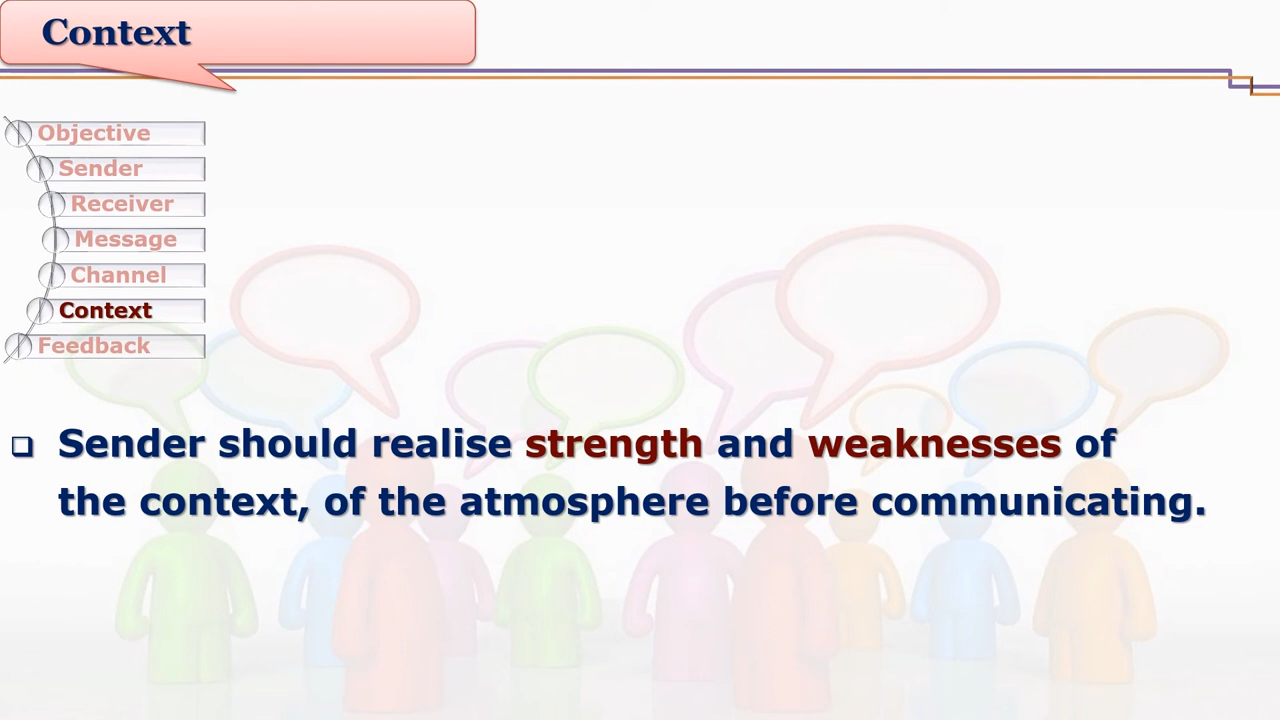 Context
Objective
Sender
Receiver
Message
Channel
Context
Feedback
Sender should realise strength and weaknesses of
the context, of the atmosphere before communicating.